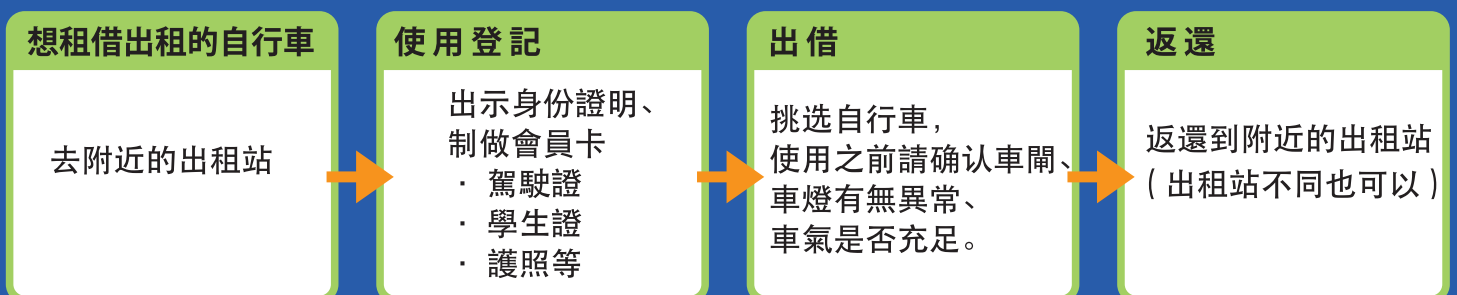 想租借出租的自行車
去附近的出租站
使用登記
出示身份證明、
制做會員卡
· 駕駛證
· 學生證
· 護照等
出借
挑选自行車，
使用之前請确认車閘、
車燈有無異常、
車氣是否充足。
返還
返還到附近的出租站
（出租站不同也可以）